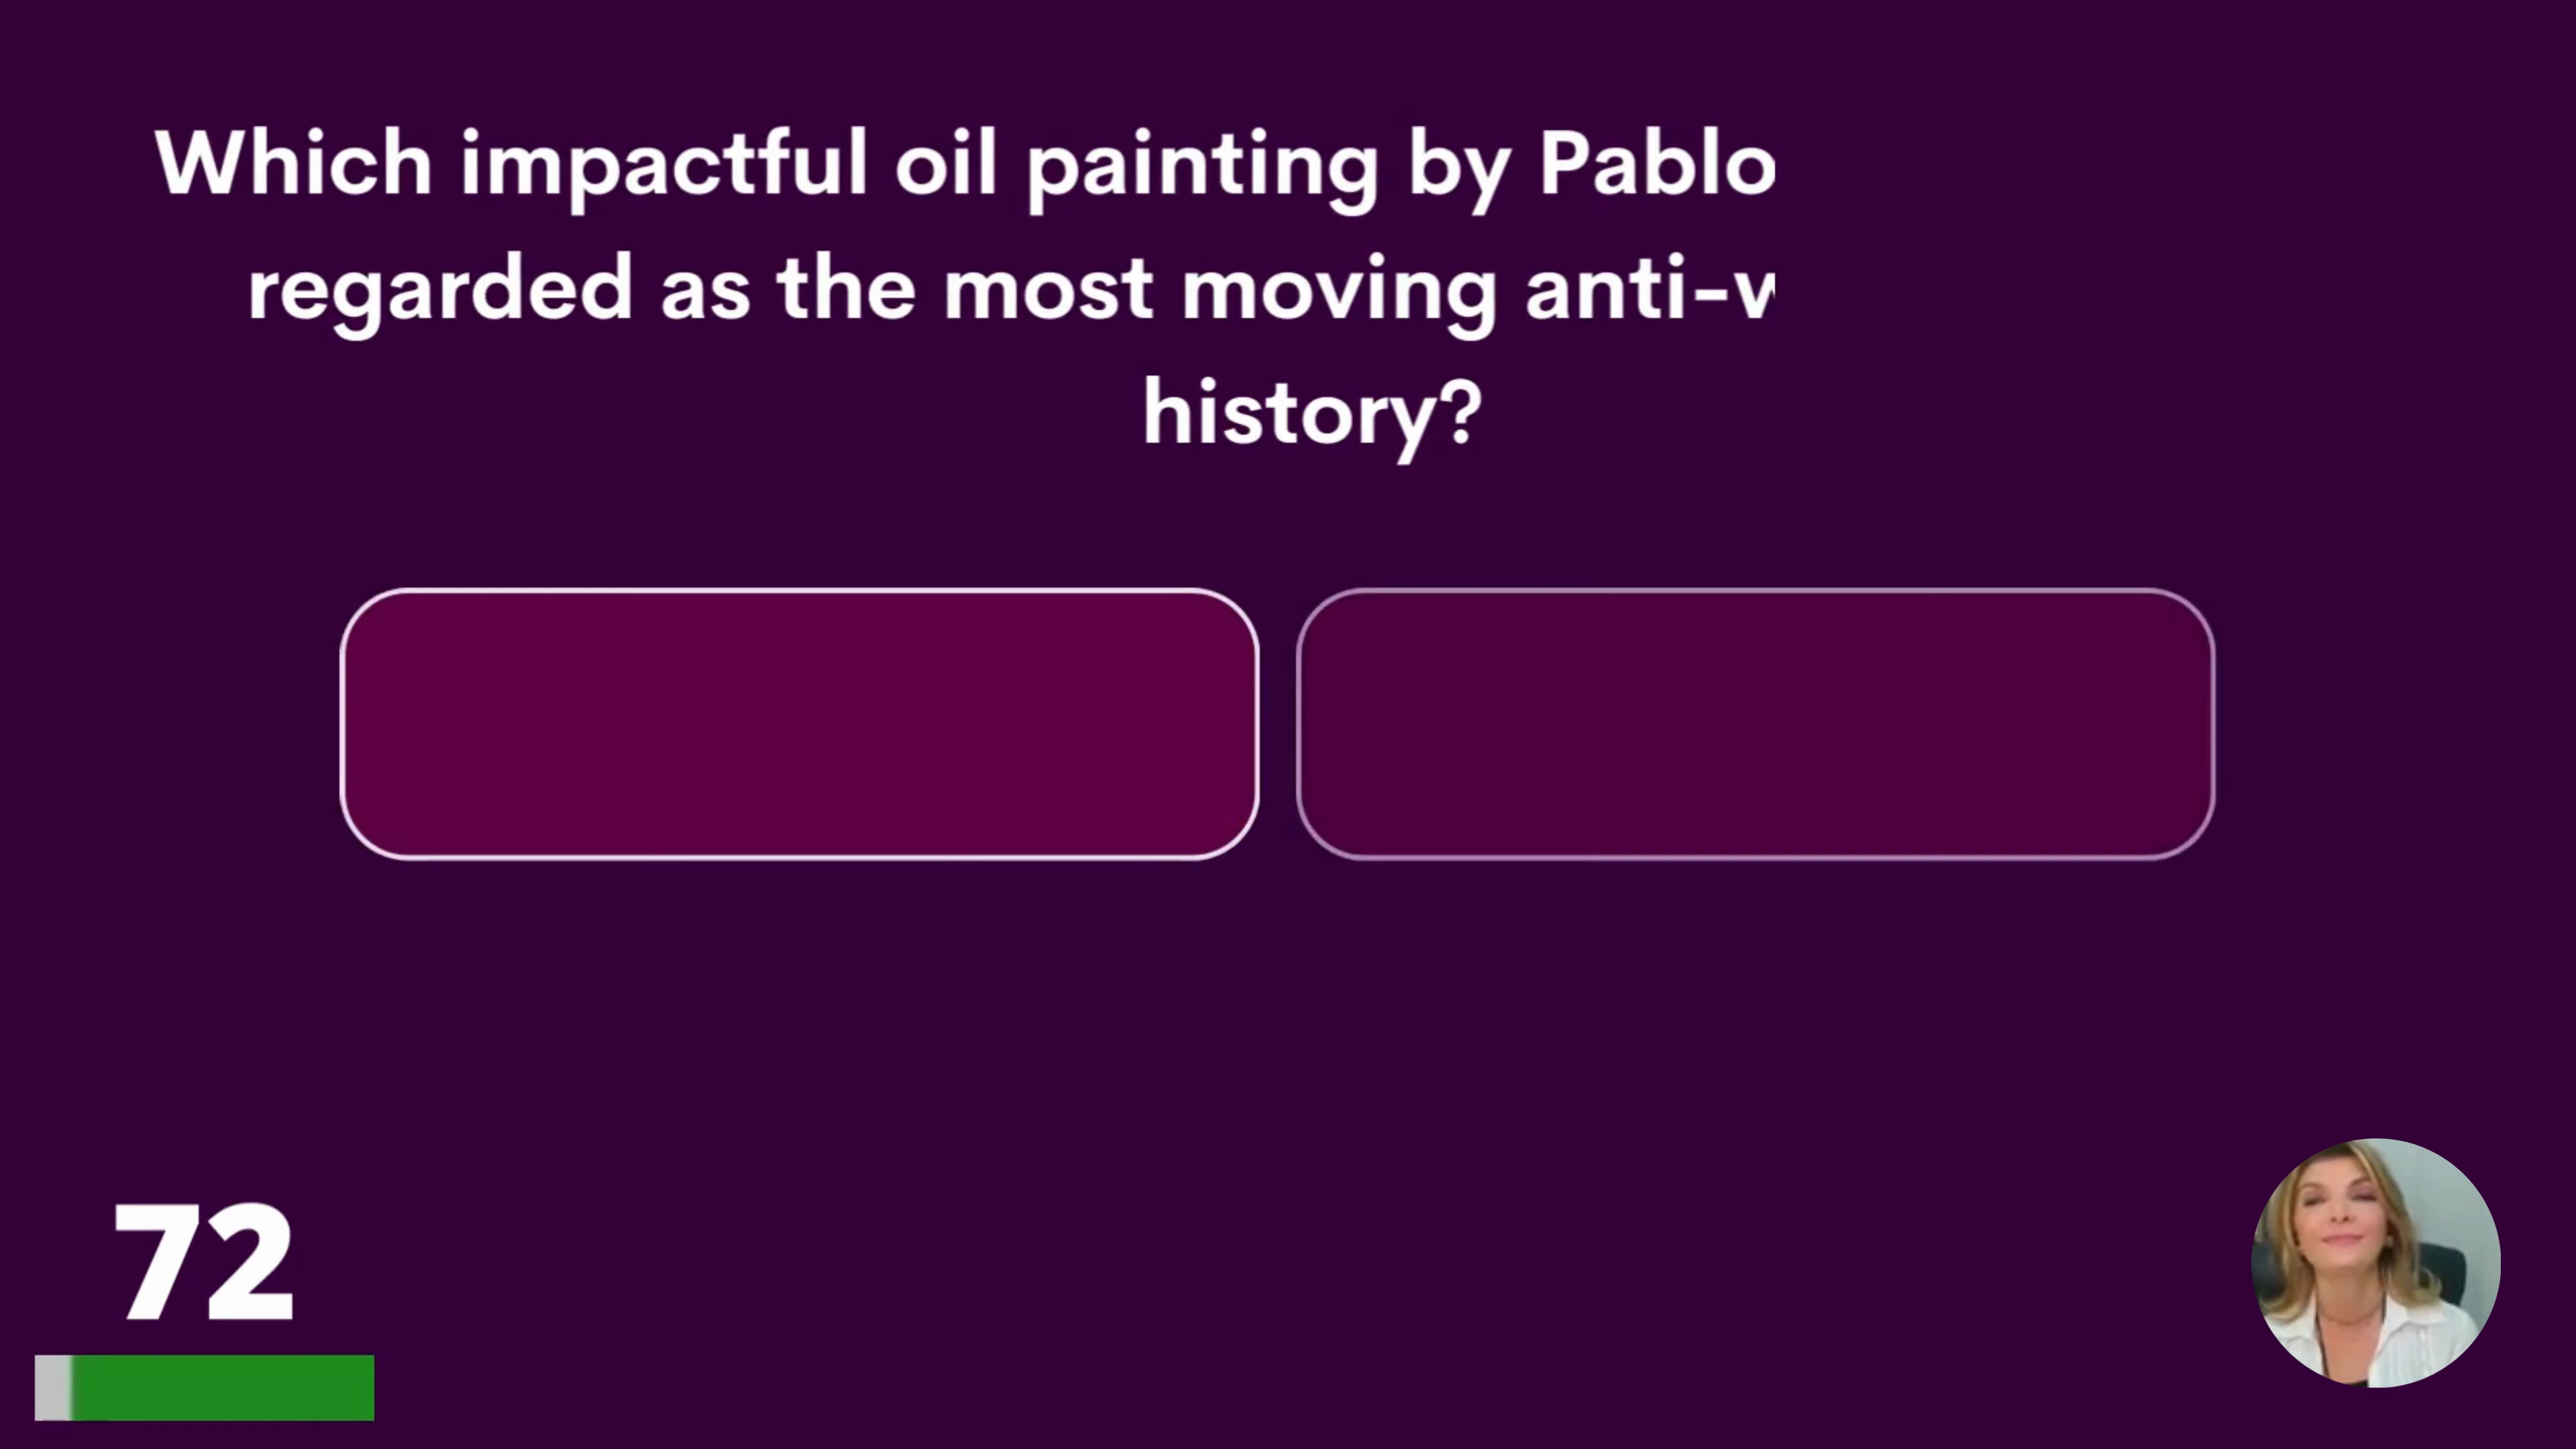 Which impactful oil painting by Pablo
regarded as the most moving anti-
history?
72